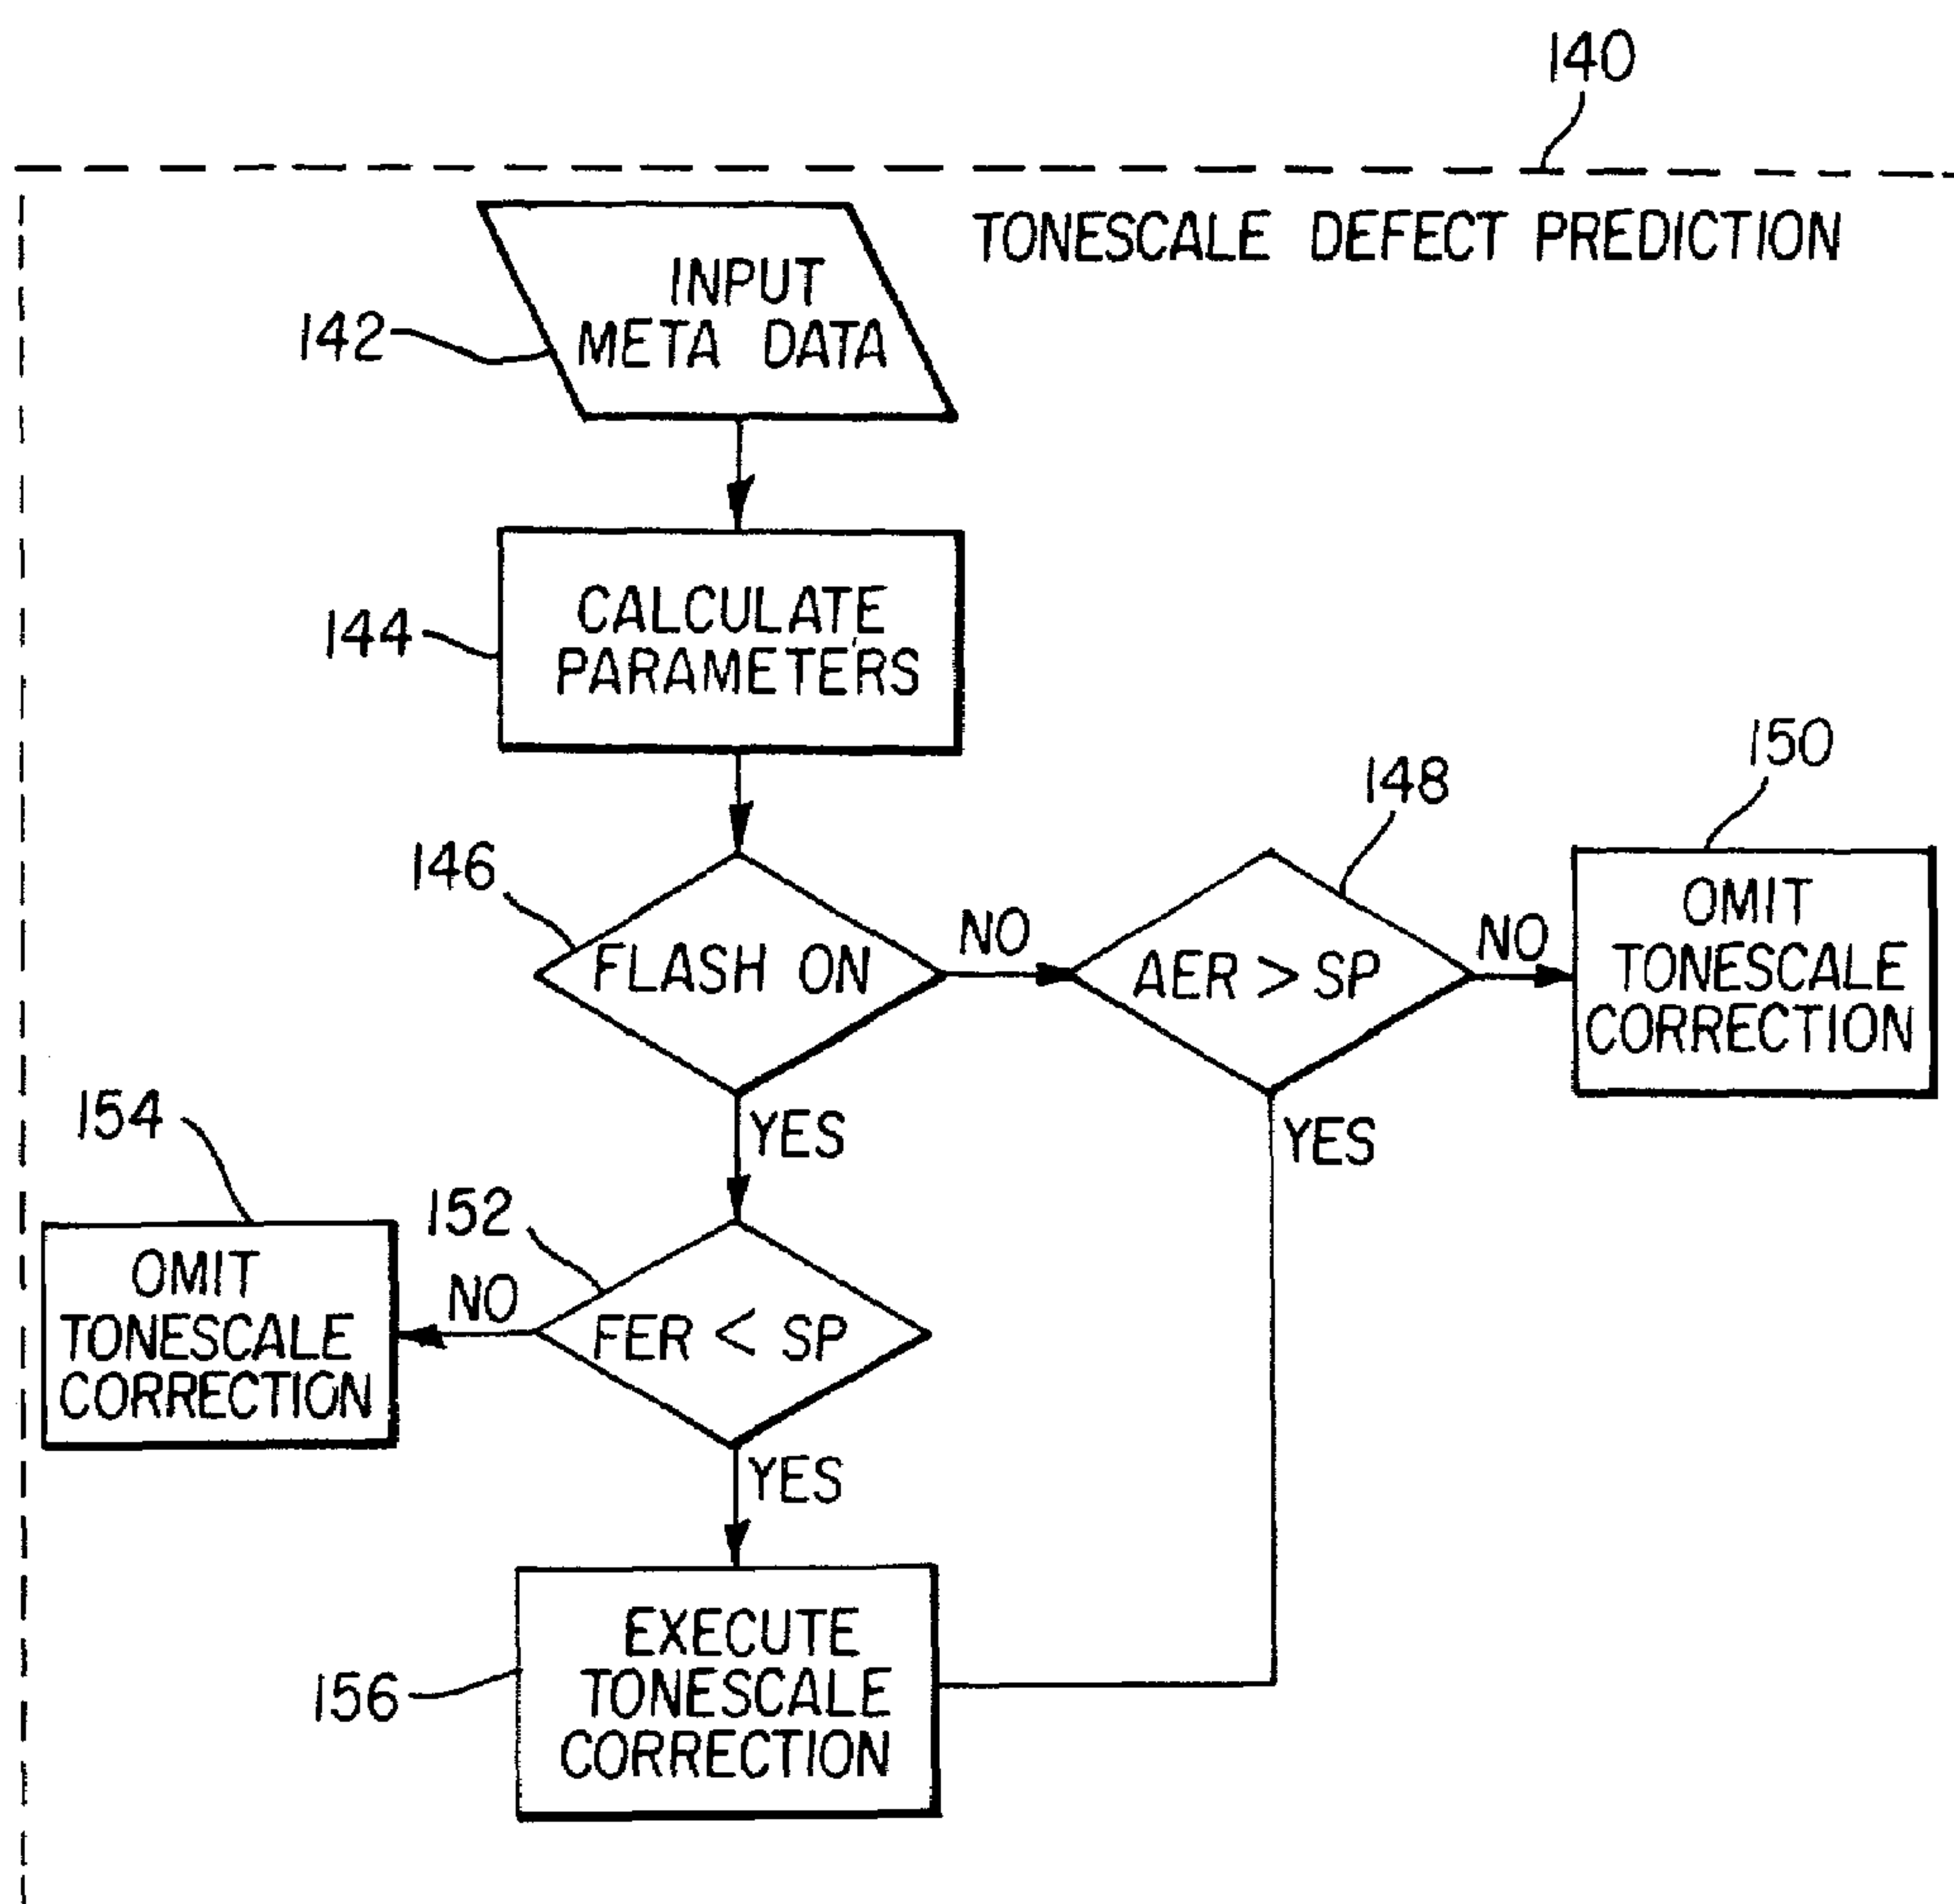 140
TONESCALE DEFECT PREDICTION
INPUT
META DATA
142
CALCULATE
PARAMETERS
144
146
FLASH ON
NO
148
AER > SP
NO
150
OMIT
TONESCALE
CORRECTION
YES
YES
154
OMIT
TONESCALE
CORRECTION
NO
152
FER < SP
YES
156
EXECUTE
TONESCALE
CORRECTION